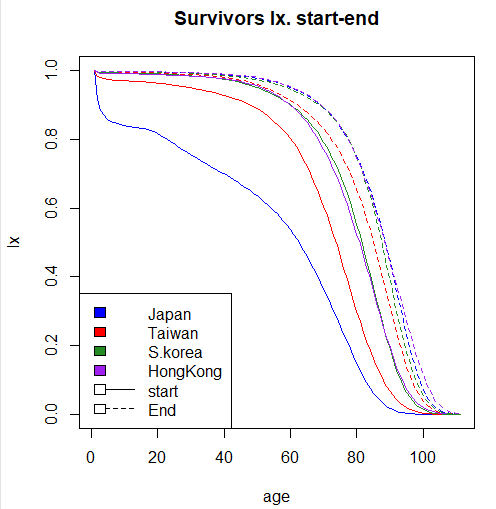 Survivors lx. start-end
lx
1.0
0.8
0.6
0.4
0.2
0.0
Japan
Taiwan
S.korea
HongKong
start
End
0 20 40 60 80 100
age